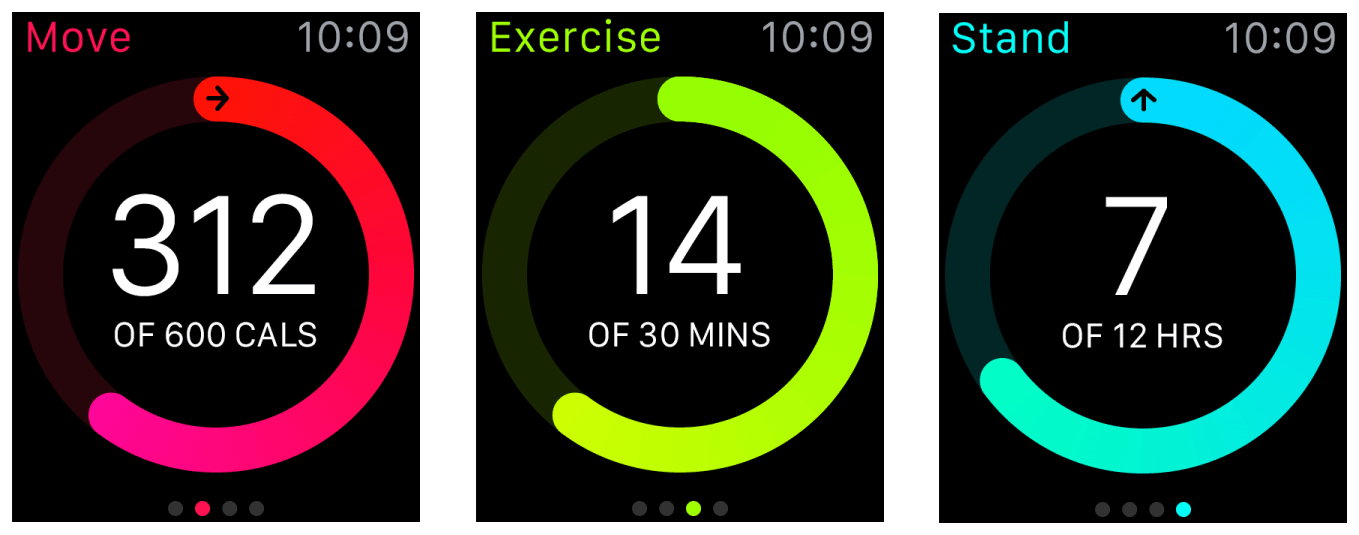 Move 10:09
312
OF 600 CALS
Exercise 10:09
14
OF 30 MINS
Stand 10:09
7
OF 12 HRS